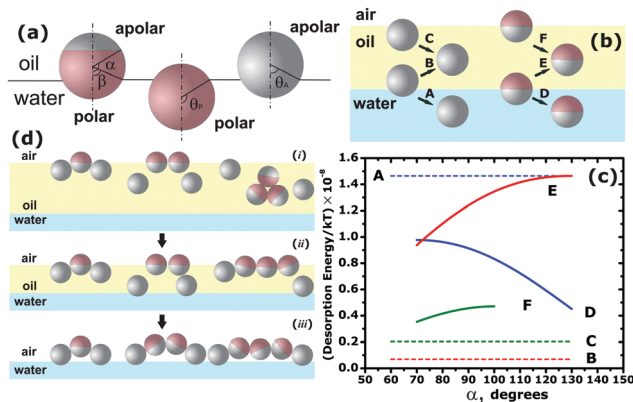 (a)
apolar
apolar
oil
α
β
water
polar
θP
polar
θA
air
oil
water
C
B
A
F
E
D
(b)
(d)
air
(i)
oil
water
air
(ii)
oil
water
air
(iii)
water
(Desorption Energy/kT) × 10⁻⁸
1.6
1.4
1.2
1.0
0.8
0.6
0.4
0.2
0.0
A
(c)
E
D
F
C
B
50 60 70 80 90 100 110 120 130 140 150
α, degrees